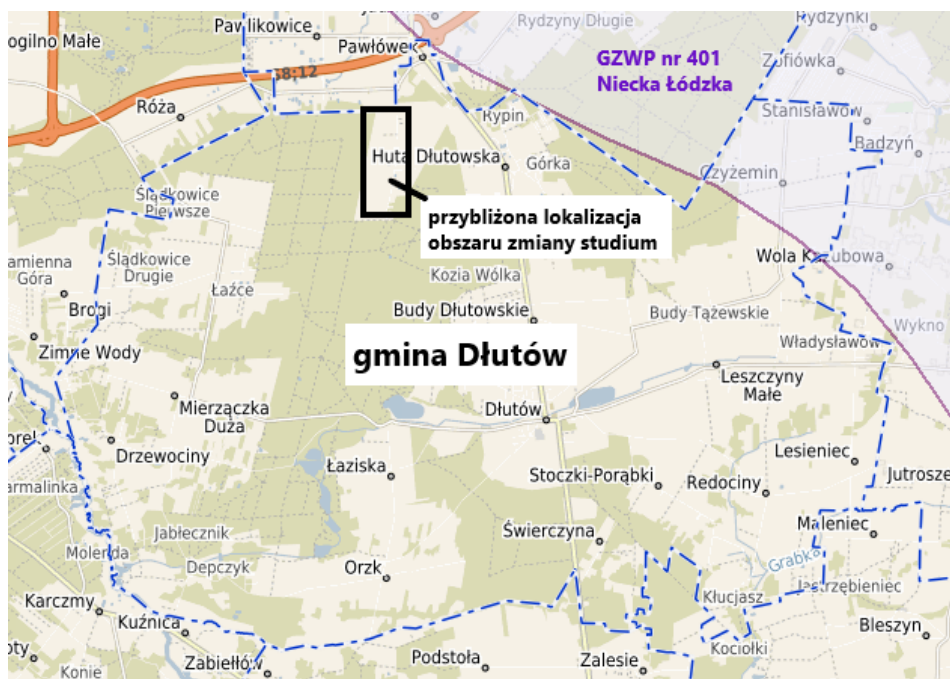 Pawlikowice
Rydzyny Długie
Rydzynki
ogilno Małe
Pawłówek
GZWP nr 401
Niecka Łódzka
Zofiówka
S8;12
Róża
Rypin
Stanisławów
Badzyń
Huta Dłutowska
Górka
Czyżemin
Ślądkowice
Pierwsze
przybliżona lokalizacja
obszaru zmiany studium
Ślądkowice
Drugie
Wola Kazubowa
amienna
Góra
Łaźce
Kozia Wólka
Brogi
Budy Dłutowskie
Budy Tążewskie
Wykno
Zimne Wody
gmina Dłutów
Władysławów
Leszczyny
Małe
Mierzączka
Duża
Dłutów
orel
Drzewociny
Łaziska
Stoczki-Porąbki
Lesieniec
Redociny
Jutrosze
armalinka
Jabłecznik
Świerczyna
Maleniec
Molenda
Depczyk
Orzk
Grabka
Jastrzębieniec
Karczmy
Kłucjasz
Kuźnica
Bleszyn
oty
Konie
Zabiełłów
Podstoła
Zalesie
Kociołki